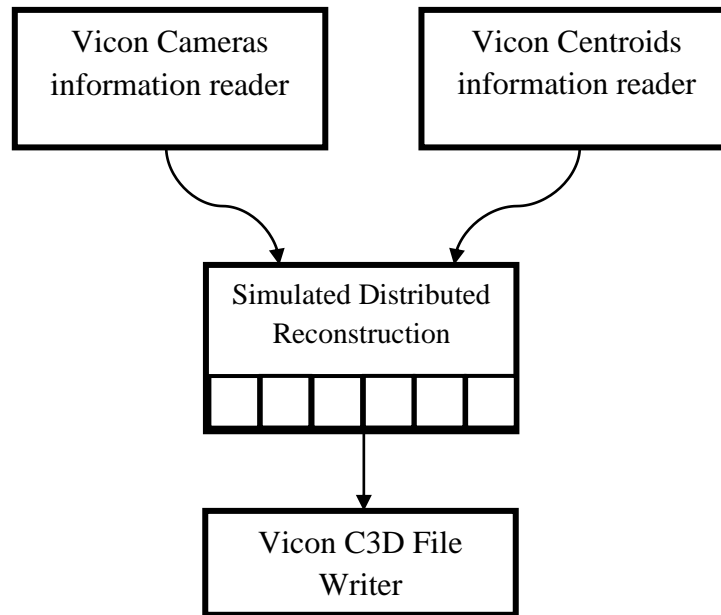 Vicon Cameras
information reader
Vicon Centroids
information reader
Simulated Distributed
Reconstruction
Vicon C3D File
Writer